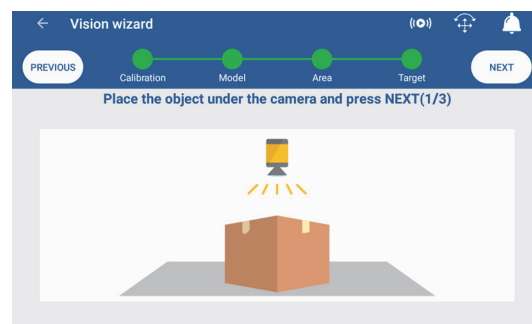 Vision wizard
PREVIOUS
Calibration
Model
Area
Target
NEXT
Place the object under the camera and press NEXT(1/3)